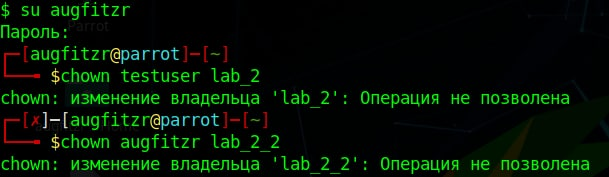 $ su augfitzr
Пароль:
┌─[augfitzr@parrot]─[~]
└──╼ $chown testuser lab_2
chown: изменение владельца 'lab_2': Операция не позволена
┌─[✗]─[augfitzr@parrot]─[~]
└──╼ $chown augfitzr lab_2_2
chown: изменение владельца 'lab_2_2': Операция не позволена